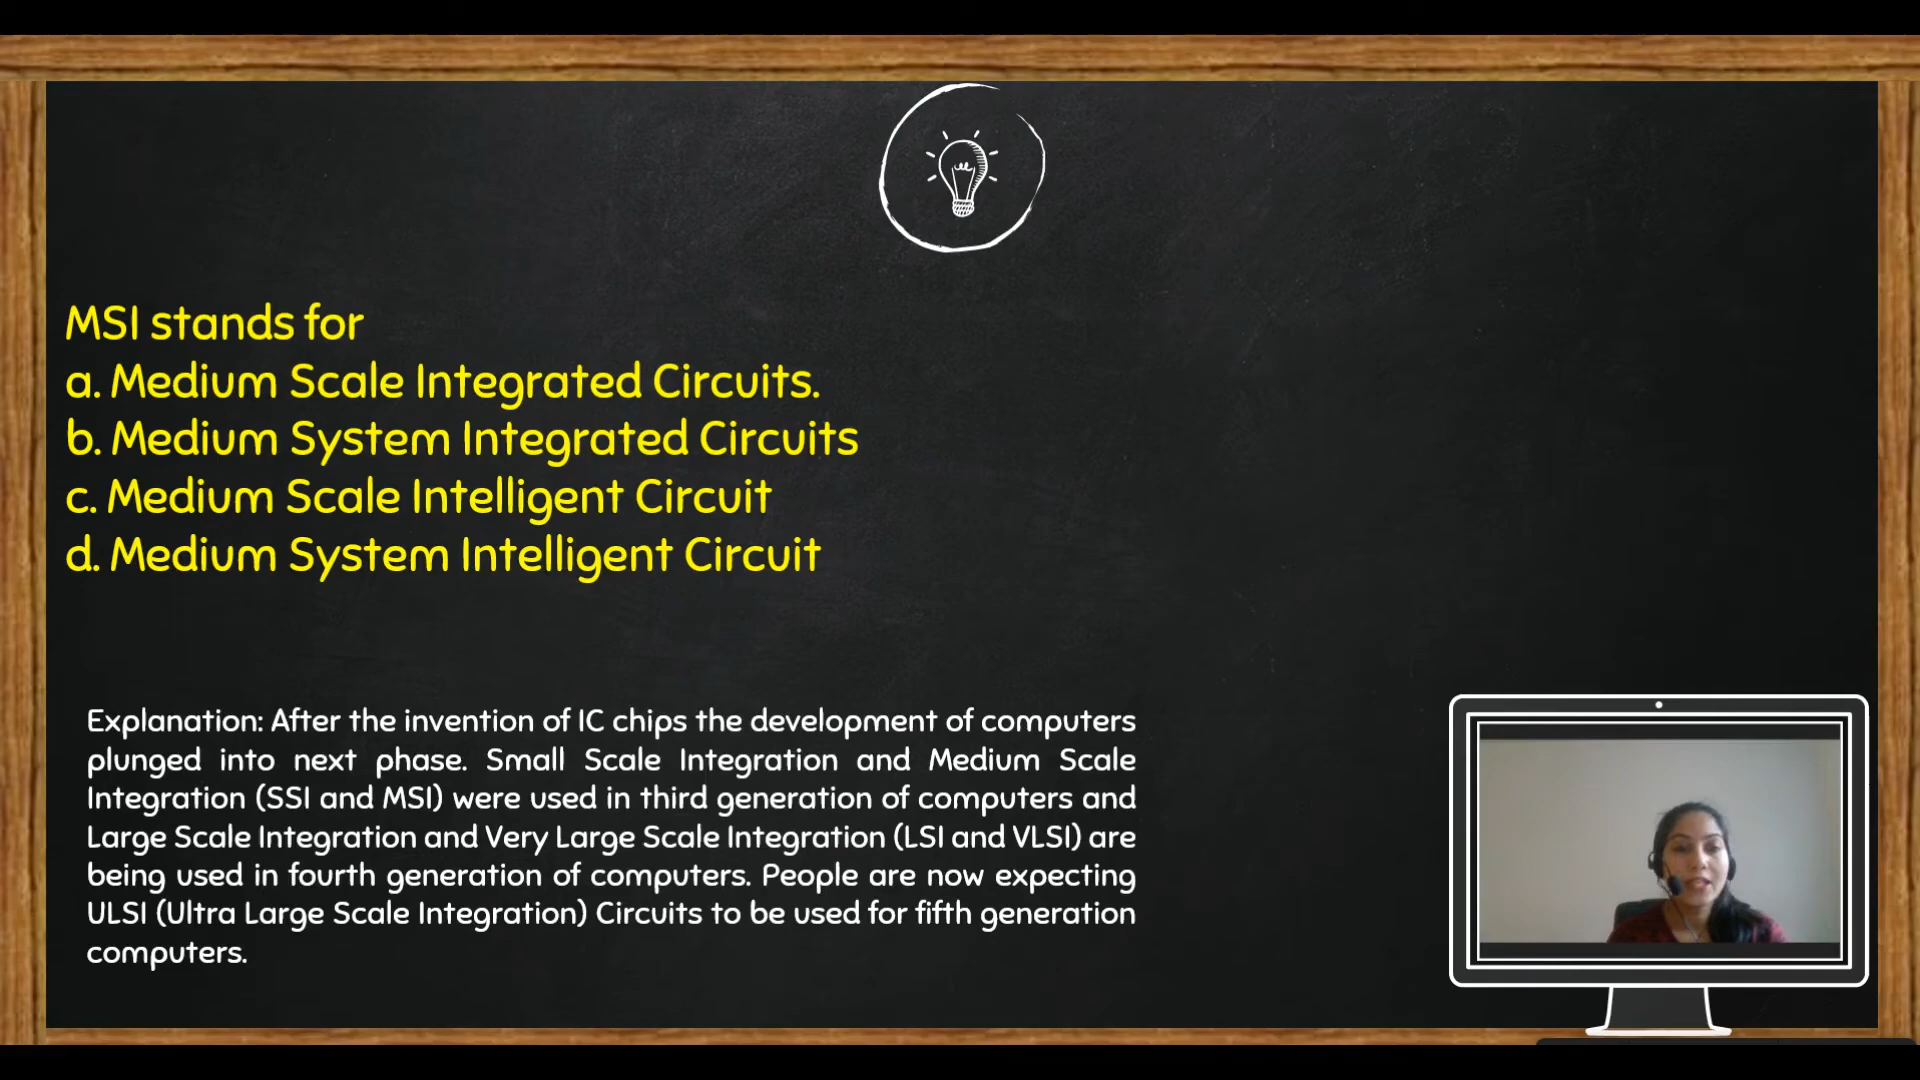 MSI stands for
a. Medium Scale Integrated Circuits.
b. Medium System Integrated Circuits
c. Medium Scale Intelligent Circuit
d. Medium System Intelligent Circuit
Explanation: After the invention of IC chips the development of computers
plunged into next phase. Small Scale Integration and Medium Scale
Integration (SSI and MSI) were used in third generation of computers and
Large Scale Integration and Very Large Scale Integration (LSI and VLSI) are
being used in fourth generation of computers. People are now expecting
ULSI (Ultra Large Scale Integration) Circuits to be used for fifth generation
computers.